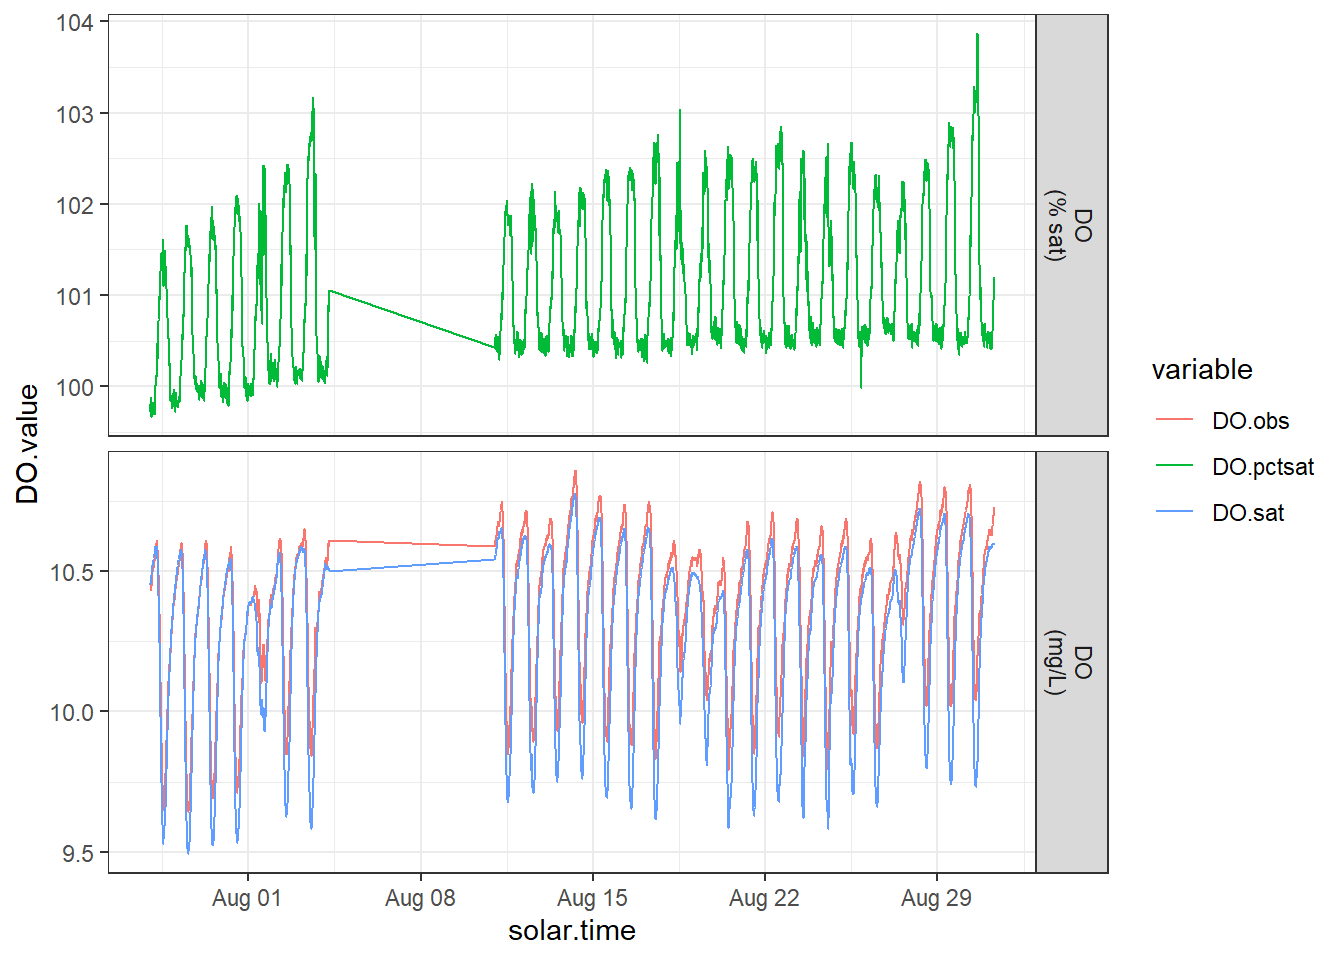 DO.value
104
103
102
101
100
DO
(% sat)
10.5
10.0
9.5
DO
(mg/L)
Aug 01
Aug 08
Aug 15
Aug 22
Aug 29
solar.time
variable
DO.obs
DO.pctsat
DO.sat